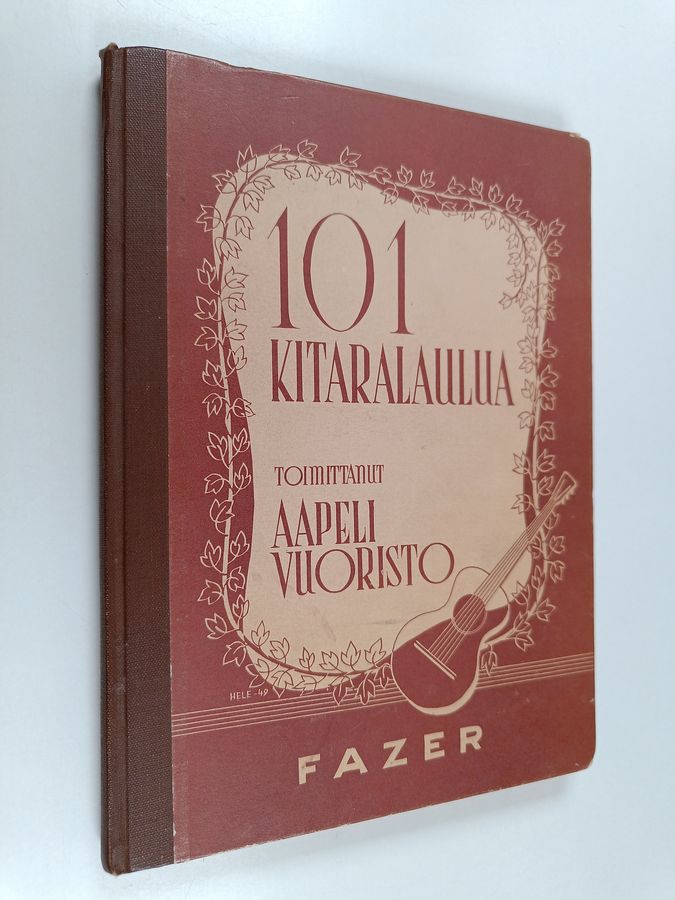 101
KITARALAULUA
TOIMITTANUT
AAPELI
VUORISTO
HELE -49
FAZER